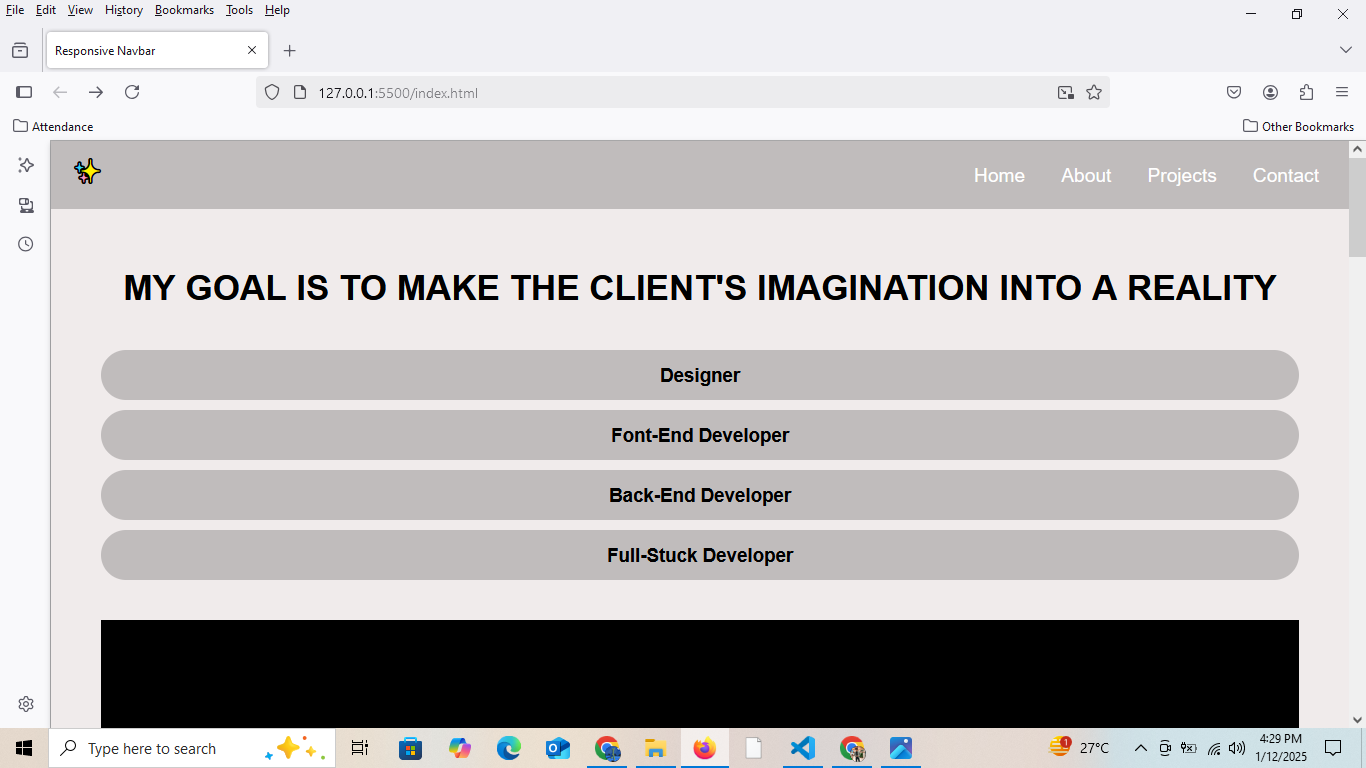 File Edit View History Bookmarks Tools Help
Responsive Navbar
127.0.0.1:5500/index.html
Attendance
Other Bookmarks
Home About Projects Contact
MY GOAL IS TO MAKE THE CLIENT'S IMAGINATION INTO A REALITY
Designer
Font-End Developer
Back-End Developer
Full-Stuck Developer
Type here to search
1
27°C
4:29 PM
1/12/2025